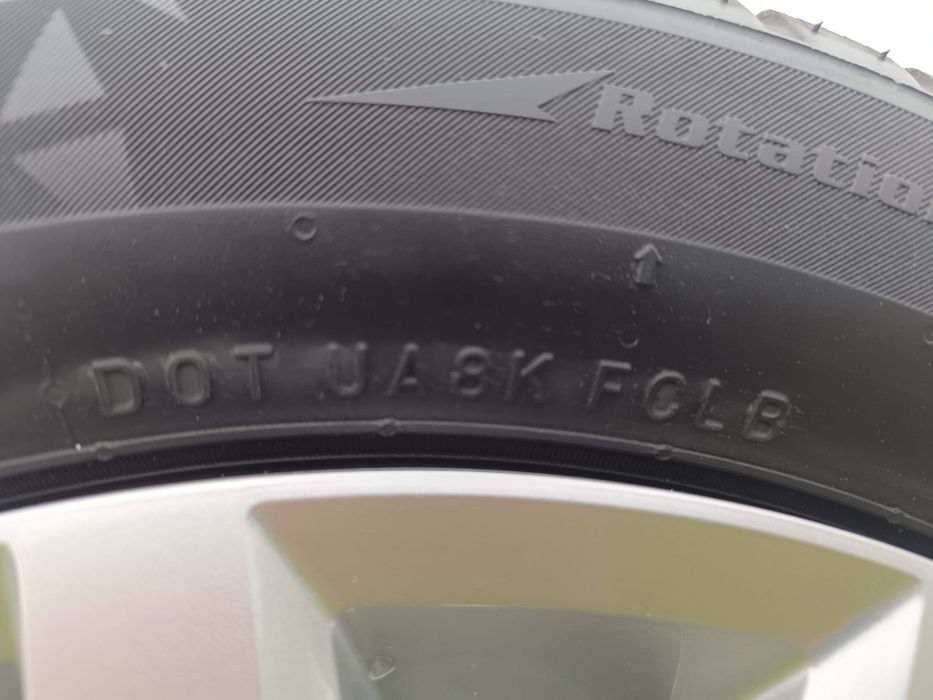 Rotation
DOT UA8K FCLB